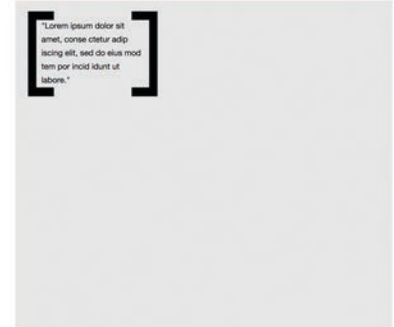 "Lorem ipsum dolor sit
amet, conse ctetur adip
iscing elit, sed do eius mod
tem por incid idunt ut
labore."